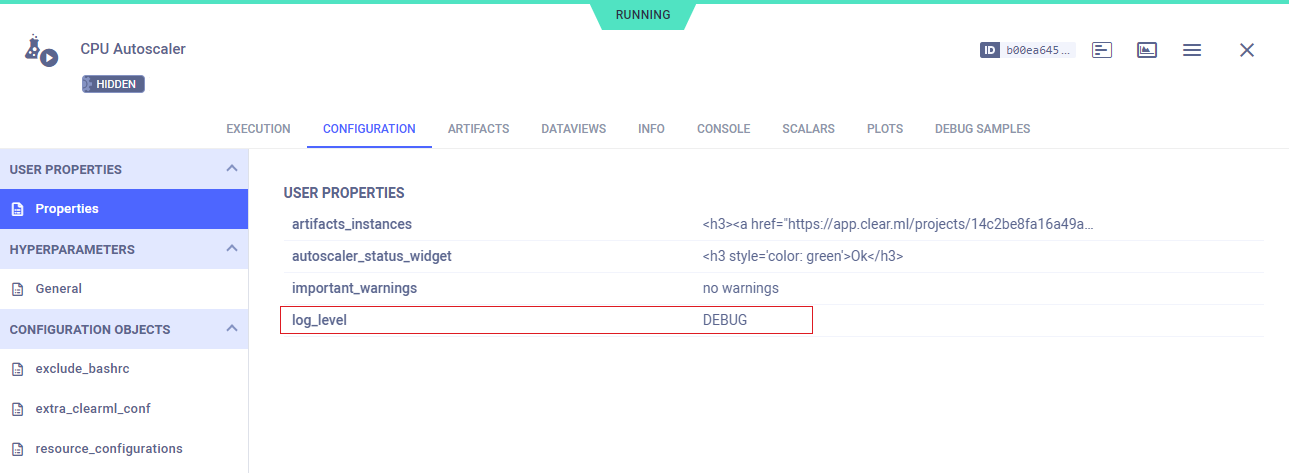 RUNNING
CPU Autoscaler
ID b00ea645 ...
HIDDEN
EXECUTION CONFIGURATION ARTIFACTS DATAVIEWS INFO CONSOLE SCALARS PLOTS DEBUG SAMPLES
USER PROPERTIES
Properties
HYPERPARAMETERS
General
CONFIGURATION OBJECTS
exclude_bashrc
extra_clearml_conf
resource_configurations
USER PROPERTIES
artifacts_instances <h3><a href="https://app.clear.ml/projects/14c2be8fa16a49a...
autoscaler_status_widget <h3 style='color: green'>Ok</h3>
important_warnings no warnings
log_level DEBUG